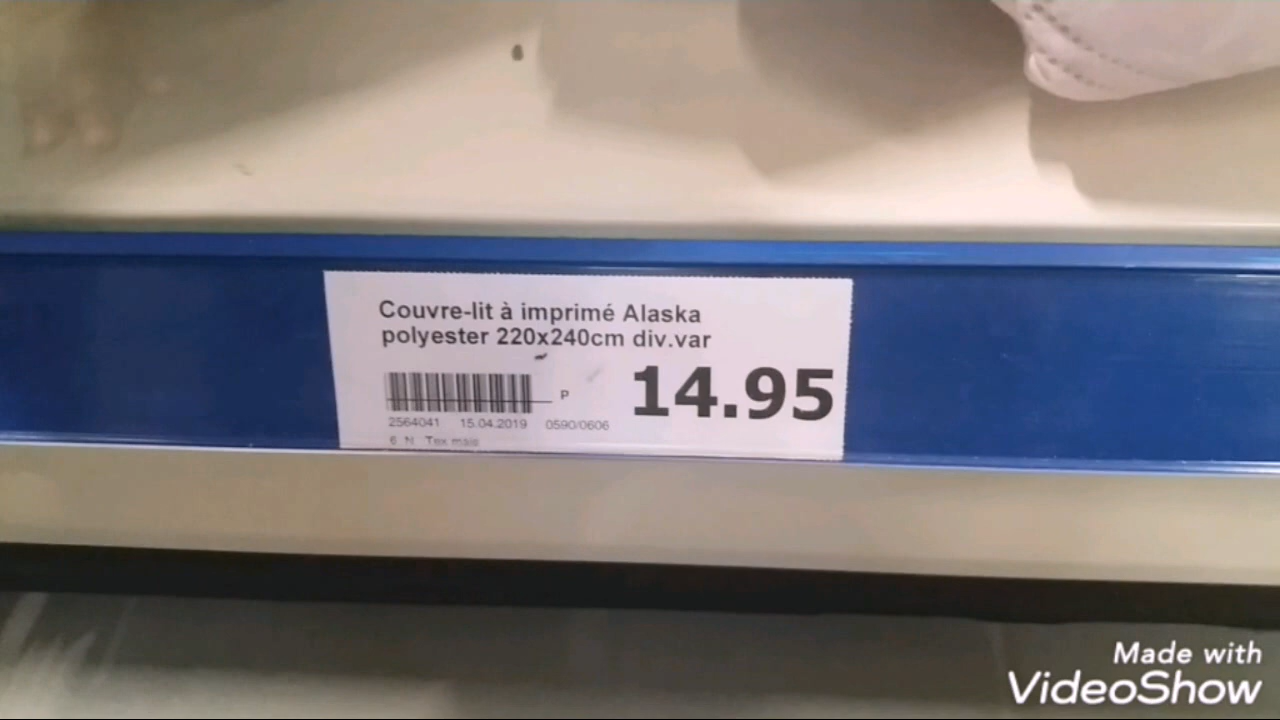 Couvre-lit à imprimé Alaska
polyester 220x240cm div.var
P
14.95
2564041 15.04.2019 0590/0606
6 N Tex mais
Made with
VideoShow